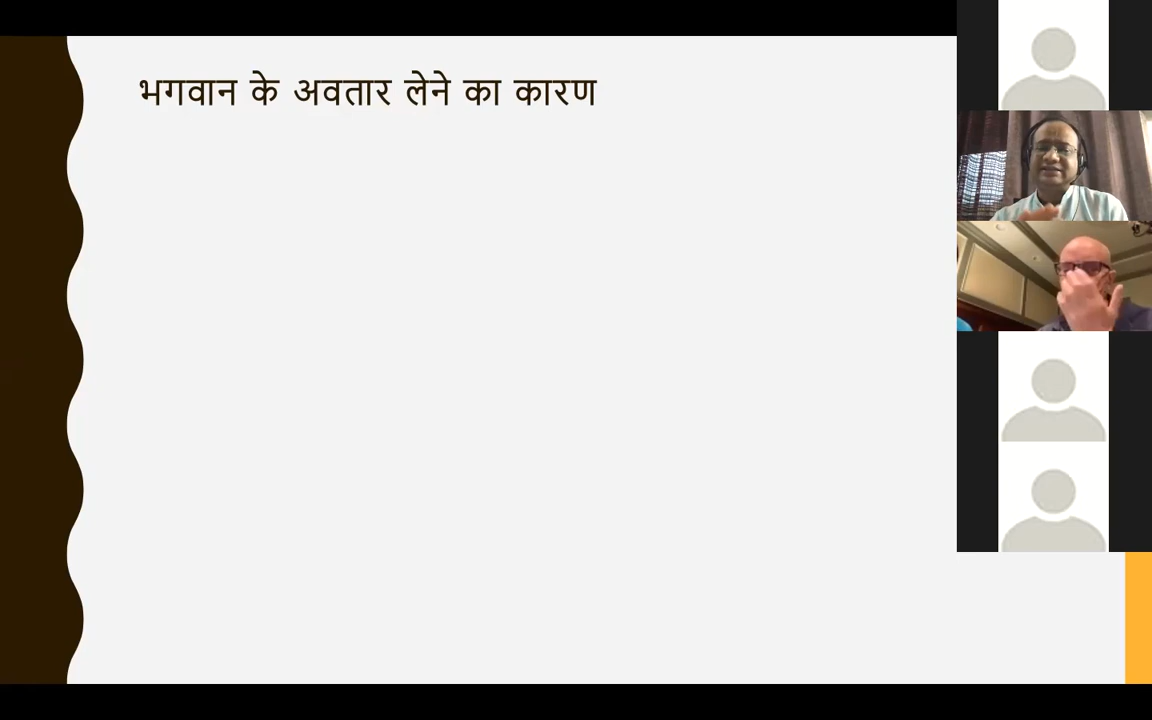 भगवान के अवतार लेने का कारण